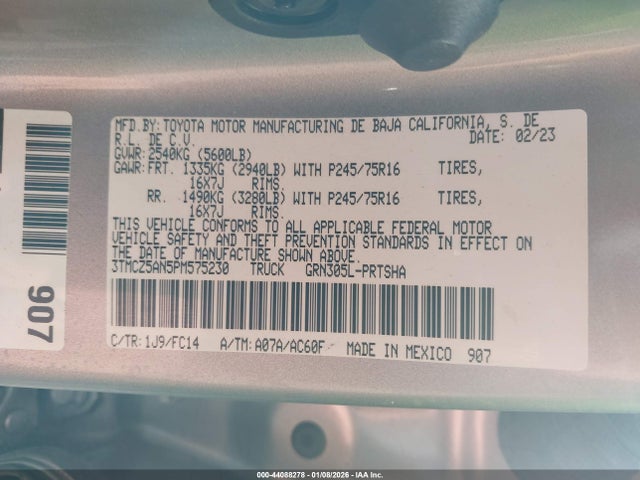 MFD.BY:TOYOTA MOTOR MANUFACTURING DE BAJA CALIFORNIA, S. DE
R.L. DE C.V. DATE: 02/23
GVWR:2540KG (5600LB)
GAWR:FRT. 1335KG (2940LB) WITH P245/75R16 TIRES,
16X7J RIMS.
RR. 1490KG (3280LB) WITH P245/75R16 TIRES,
16X7J RIMS.
THIS VEHICLE CONFORMS TO ALL APPLICABLE FEDERAL MOTOR
VEHICLE SAFETY AND THEFT PREVENTION STANDARDS IN EFFECT ON
THE DATE OF MANUFACTURE SHOWN ABOVE.
3TMCZ5AN5PM575230 TRUCK GRN305L-PRTSHA
C/TR:1J9/FC14 A/TM:A07A/AC60F MADE IN MEXICO 907
907
000-44088278 - 01/08/2026 - IAA Inc.